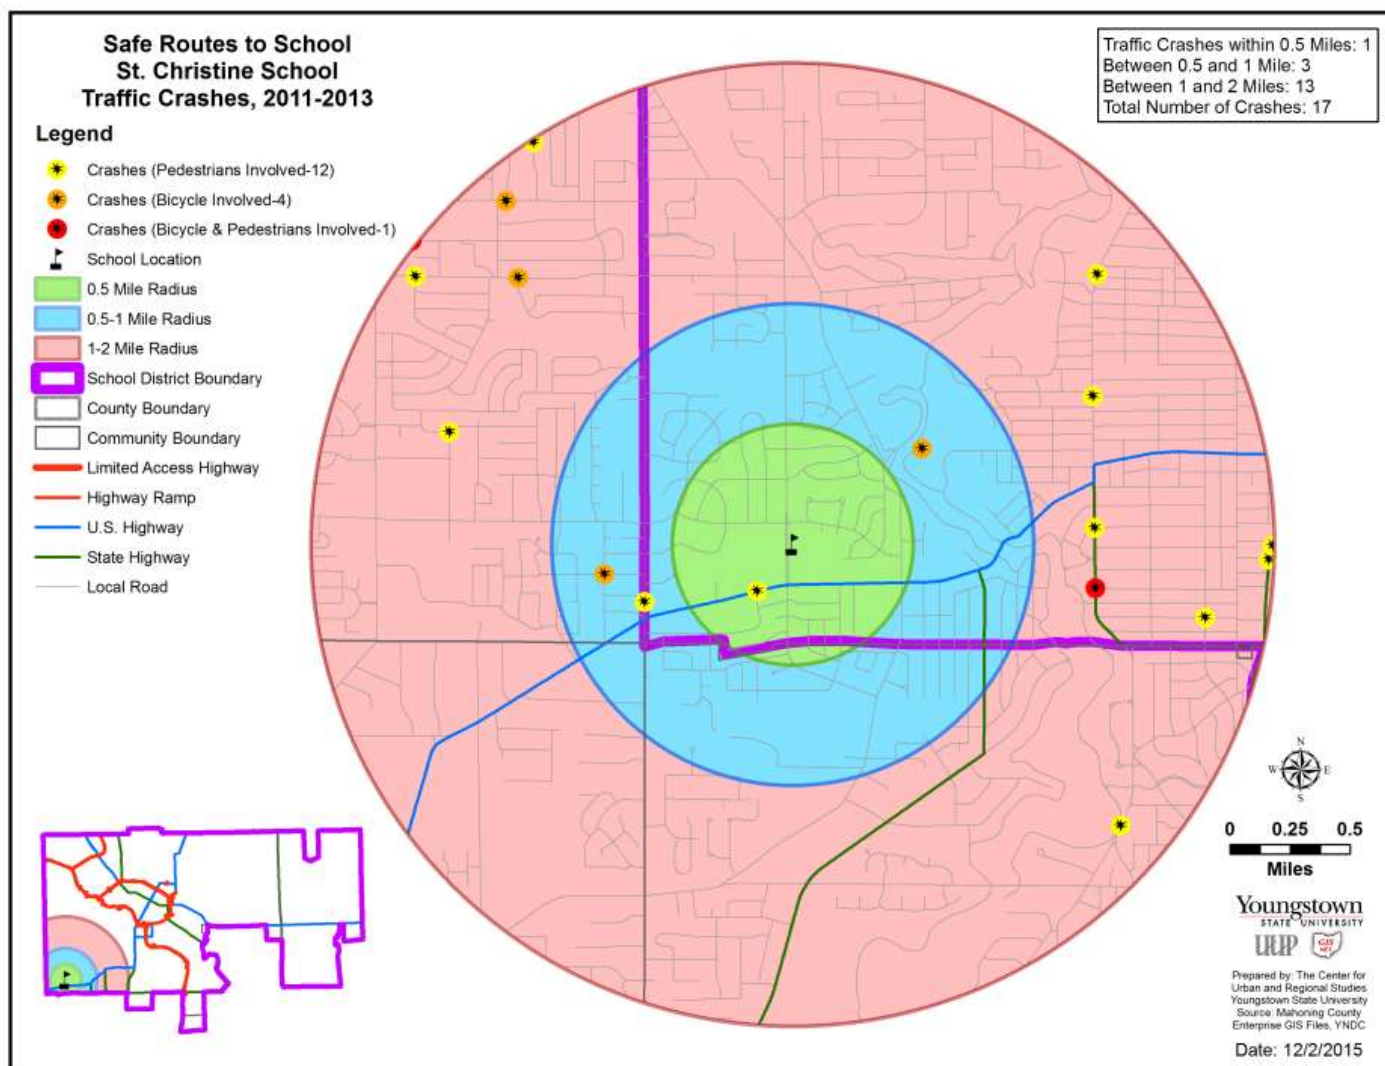 Safe Routes to School
St. Christine School
Traffic Crashes, 2011-2013
Traffic Crashes within 0.5 Miles: 1
Between 0.5 and 1 Mile: 3
Between 1 and 2 Miles: 13
Total Number of Crashes: 17
Legend
Crashes (Pedestrians Involved-12)
Crashes (Bicycle Involved-4)
Crashes (Bicycle & Pedestrians Involved-1)
School Location
0.5 Mile Radius
0.5-1 Mile Radius
1-2 Mile Radius
School District Boundary
County Boundary
Community Boundary
Limited Access Highway
Highway Ramp
U.S. Highway
State Highway
Local Road
N
W E
S
0 0.25 0.5
Miles
Youngstown
STATE UNIVERSITY
GIS
Prepared by: The Center for
Urban and Regional Studies
Youngstown State University
Source: Mahoning County
Enterprise GIS Files, YNDC
Date: 12/2/2015